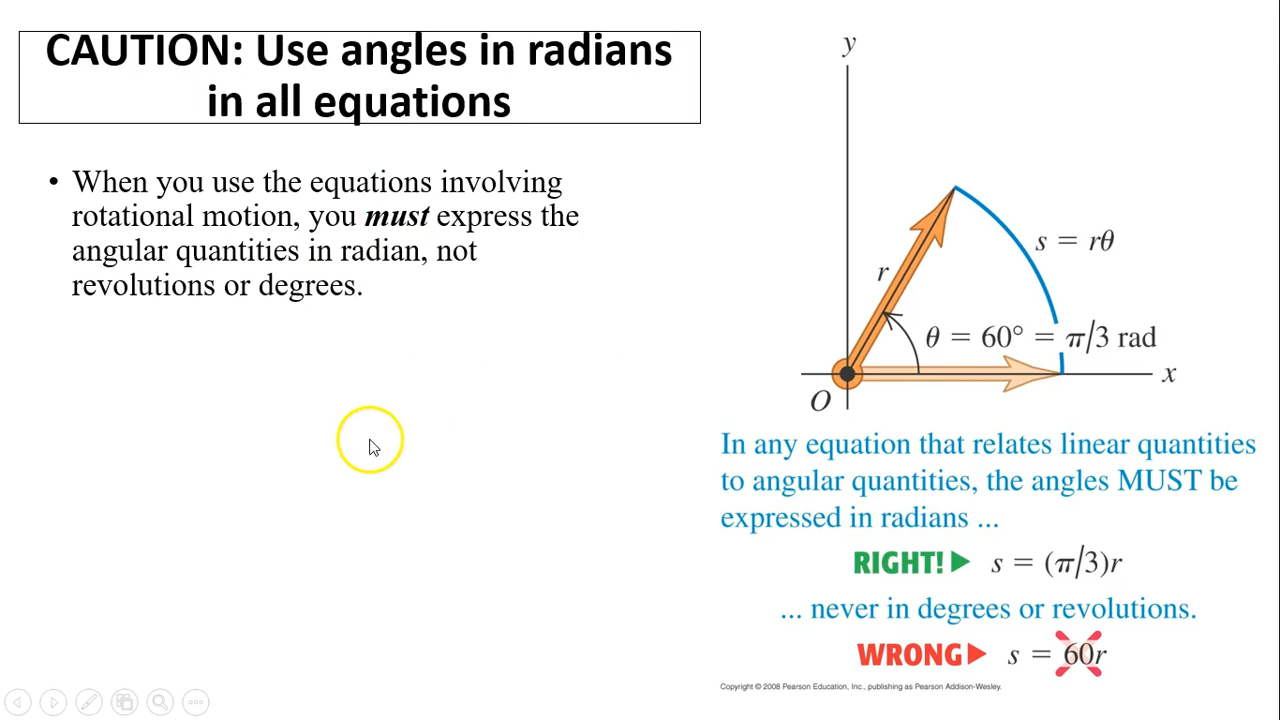 CAUTION: Use angles in radians
in all equations
• When you use the equations involving
rotational motion, you must express the
angular quantities in radian, not
revolutions or degrees.
y
s = rθ
r
θ = 60° = π/3 rad
x
O
In any equation that relates linear quantities
to angular quantities, the angles MUST be
expressed in radians ...
RIGHT! ▶ s = (π/3)r
... never in degrees or revolutions.
WRONG ▶ s = 60r
Copyright © 2008 Pearson Education, Inc., publishing as Pearson Addison-Wesley.